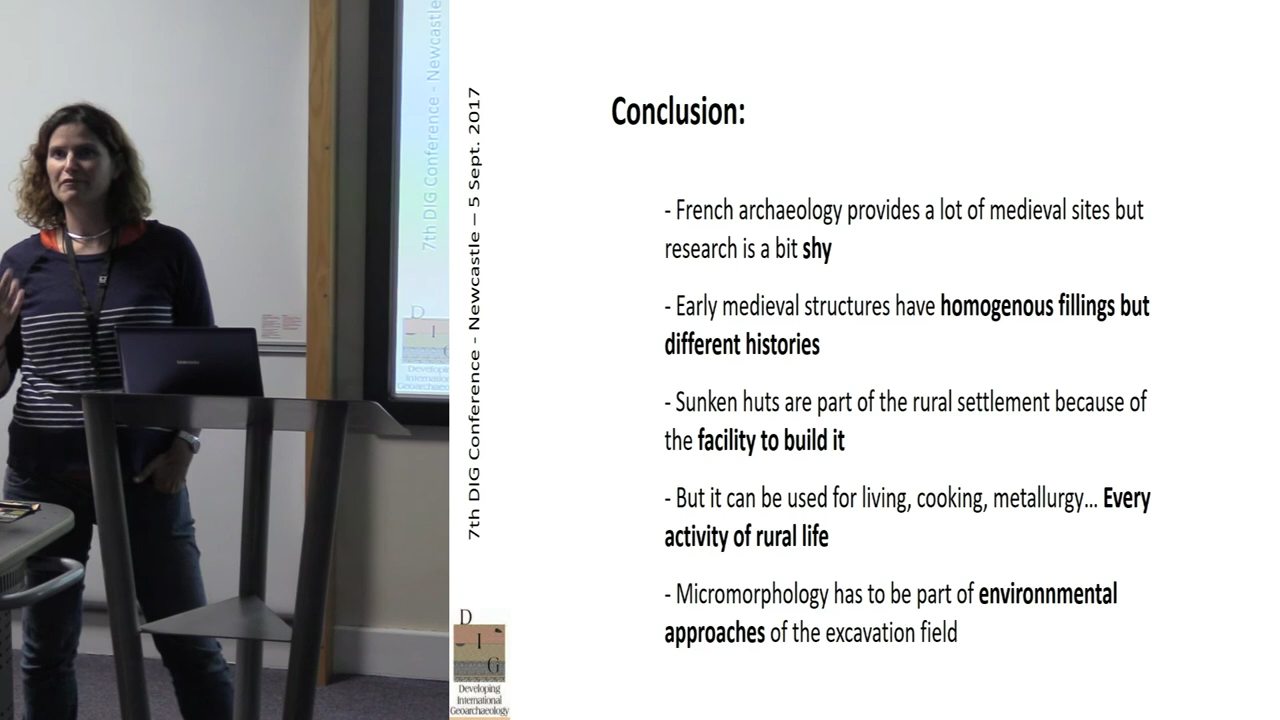 Conclusion:
- French archaeology provides a lot of medieval sites but
research is a bit shy
- Early medieval structures have homogenous fillings but
different histories
- Sunken huts are part of the rural settlement because of
the facility to build it
- But it can be used for living, cooking, metallurgy... Every
activity of rural life
- Micromorphology has to be part of environnmental
approaches of the excavation field
7th DIG Conference - Newcastle – 5 Sept. 2017
D
I
G
Developing
International
Geoarchaeology
7th DIG Conference - Newcastle
D
I
SAMSUNG